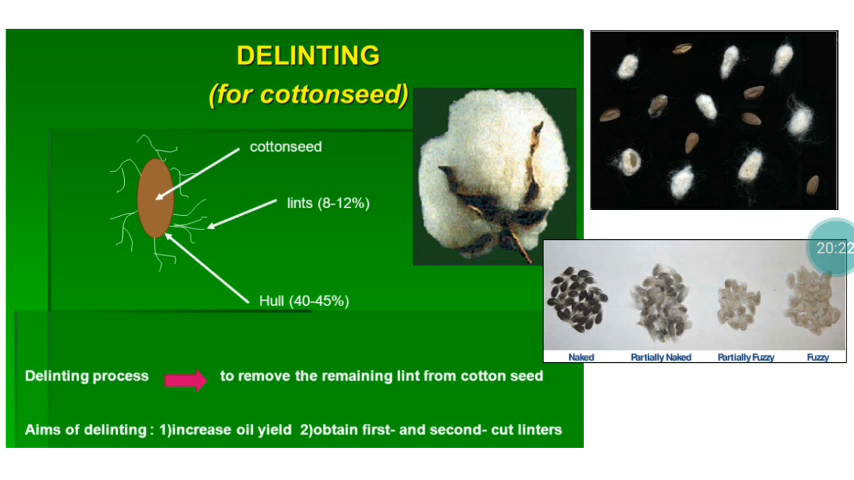 DELINTING
(for cottonseed)
cottonseed
lints (8-12%)
Hull (40-45%)
Delinting process to remove the remaining lint from cotton seed
Aims of delinting : 1)increase oil yield 2)obtain first- and second- cut linters
20:22
Naked Partially Naked Partially Fuzzy Fuzzy